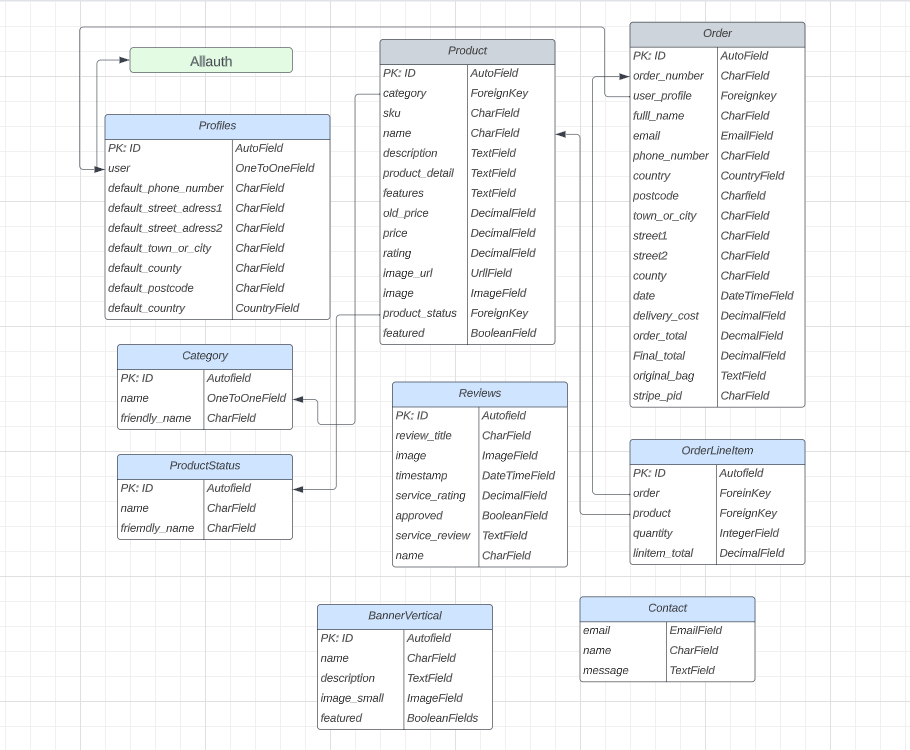 Allauth
Profiles
PK: ID AutoField
user OneToOneField
default_phone_number CharField
default_street_adress1 CharField
default_street_adress2 CharField
default_town_or_city CharField
default_county CharField
default_postcode CharField
default_country CountryField
Category
PK: ID Autofield
name OneToOneField
friendly_name CharField
ProductStatus
PK: ID Autofield
name CharField
friemdly_name CharField
Product
PK: ID AutoField
category ForeignKey
sku CharField
name CharField
description TextField
product_detail TextField
features TextField
old_price DecimalField
price DecimalField
rating DecimalField
image_url UrllField
image ImageField
product_status ForeignKey
featured BooleanField
Reviews
PK: ID Autofield
review_title CharField
image ImageField
timestamp DateTimeField
service_rating DecimalField
approved BooleanField
service_review TextField
name CharField
BannerVertical
PK: ID Autofield
name CharField
description TextField
image_small ImageField
featured BooleanFields
Order
PK: ID AutoField
order_number CharField
user_profile Foreignkey
fulll_name CharField
email EmailField
phone_number CharField
country CountryField
postcode Charfield
town_or_city CharField
street1 CharField
street2 CharField
county CharField
date DateTimeField
delivery_cost DecimalField
order_total DecmalField
Final_total DecimalField
original_bag TextField
stripe_pid CharField
OrderLineItem
PK: ID Autofield
order ForeinKey
product ForeignKey
quantity IntegerField
linitem_total DecimalField
Contact
email EmailField
name CharField
message TextField